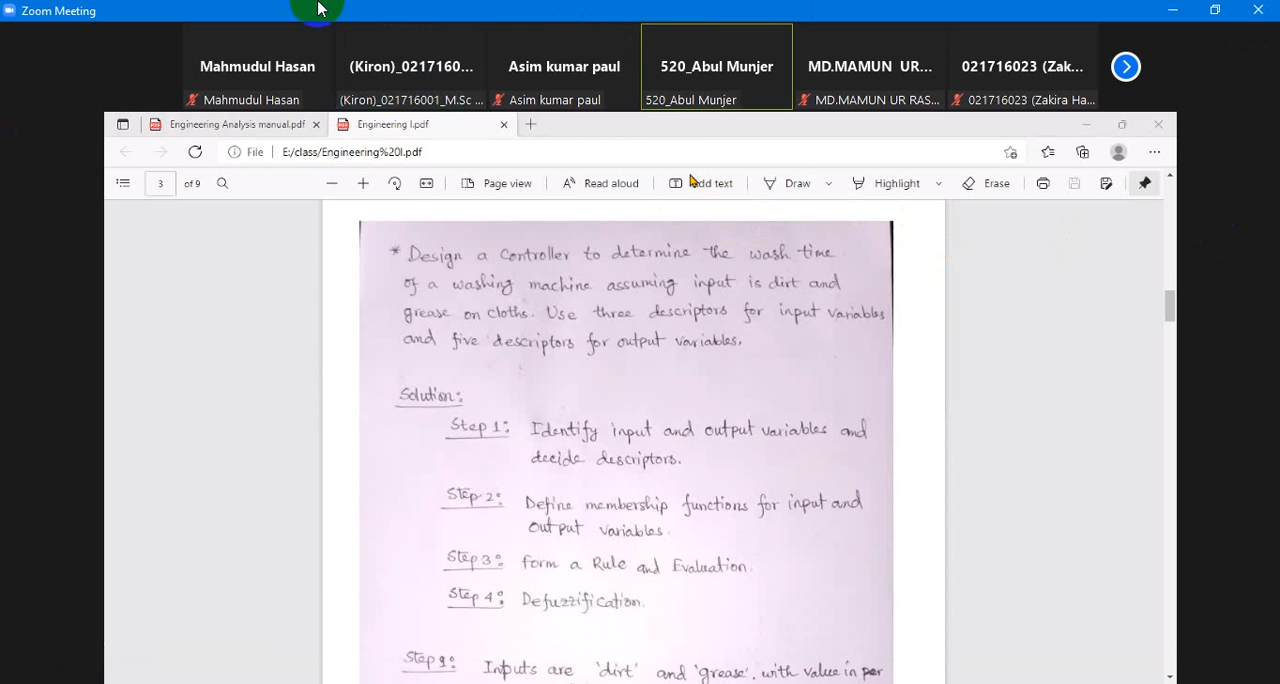 Zoom Meeting
Mahmudul Hasan
(Kiron)_0217160...
Asim kumar paul
520_Abul Munjer
MD.MAMUN UR...
021716023 (Zak...
Mahmudul Hasan
(Kiron)_021716001_M.Sc ...
Asim kumar paul
520_Abul Munjer
MD.MAMUN UR RAS...
021716023 (Zakira Ha...
Engineering Analysis manual.pdf
Engineering I.pdf
File
E:/class/Engineering%20I.pdf
3 of 9
Page view
Read aloud
Add text
Draw
Highlight
Erase
* Design a controller to determine the wash time
of a washing machine assuming input is dirt and
grease on cloths. Use three descriptors for input variables
and five descriptors for output variables.
Solution:
Step 1: Identify input and output variables and
decide descriptors.
Step 2: Define membership functions for input and
output variables.
Step 3: Form a Rule and Evaluation.
Step 4: Defuzzification.
Inputs are 'dirt' and 'grease', with value in per